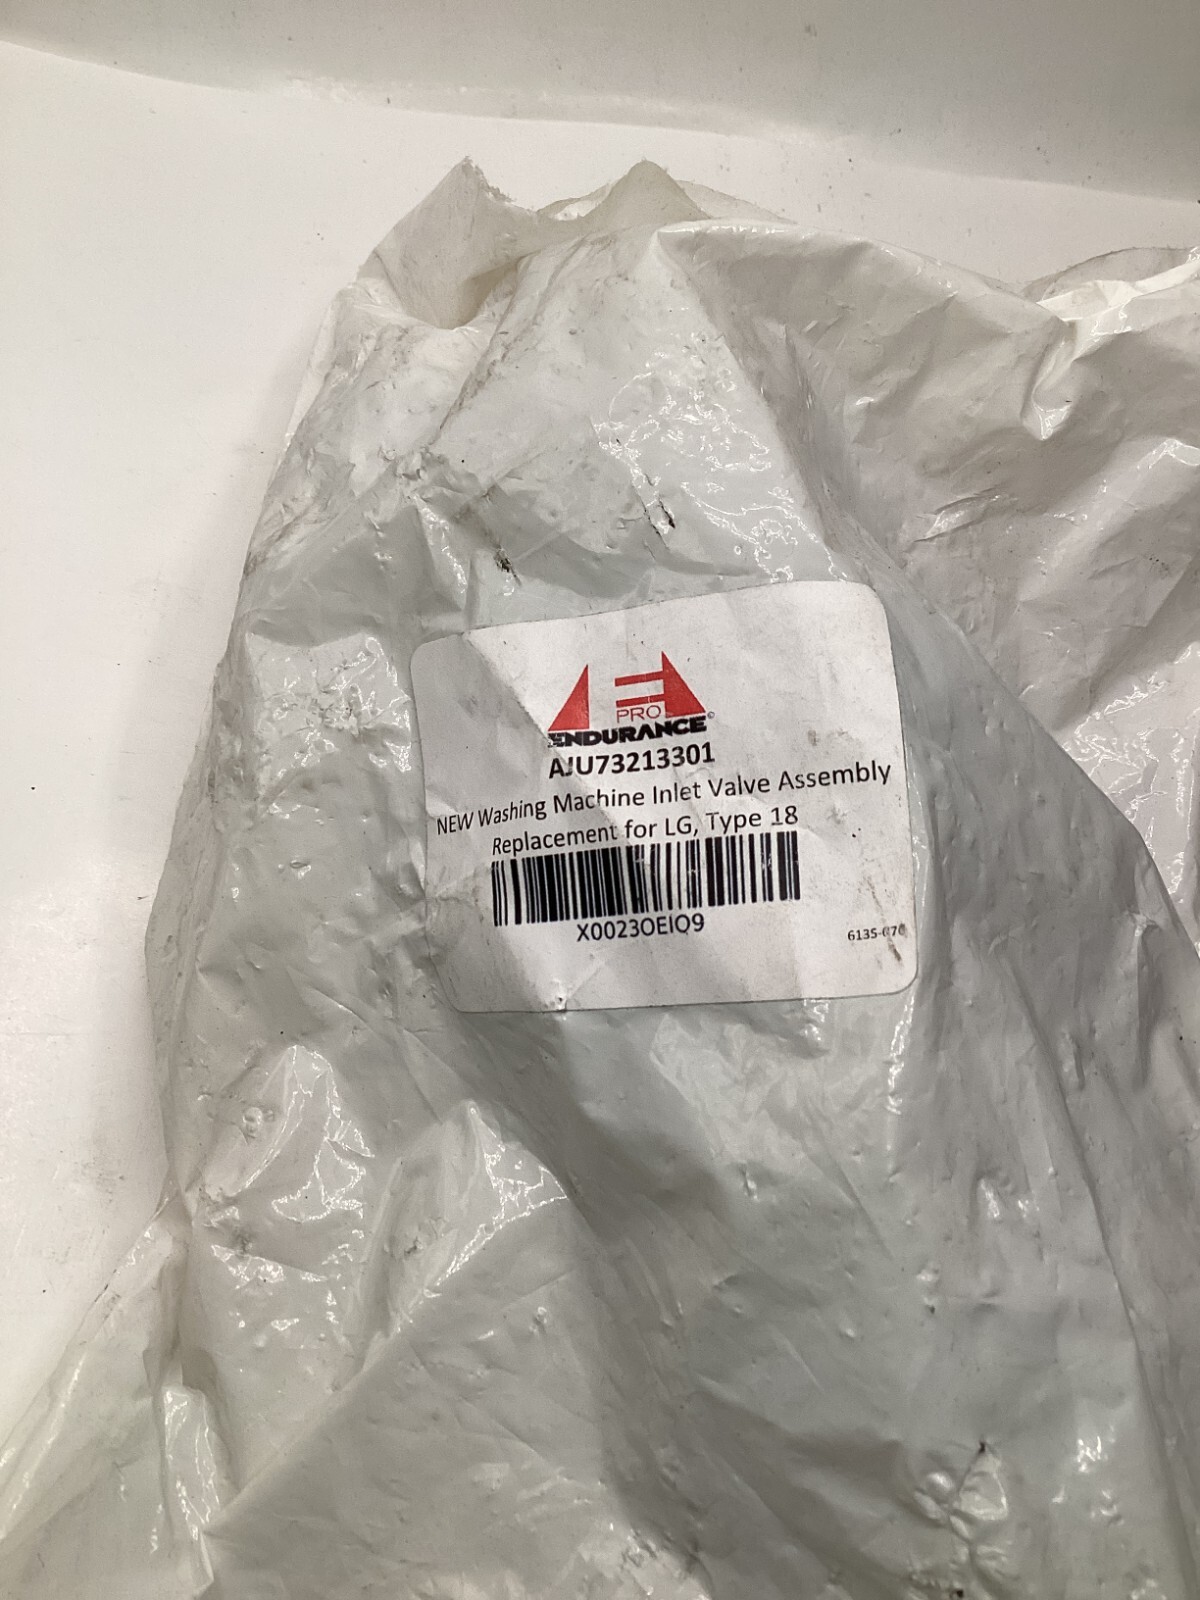 PRO
ENDURANCE©
AJU73213301
NEW Washing Machine Inlet Valve Assembly
Replacement for LG, Type 18
X0023OEIQ9